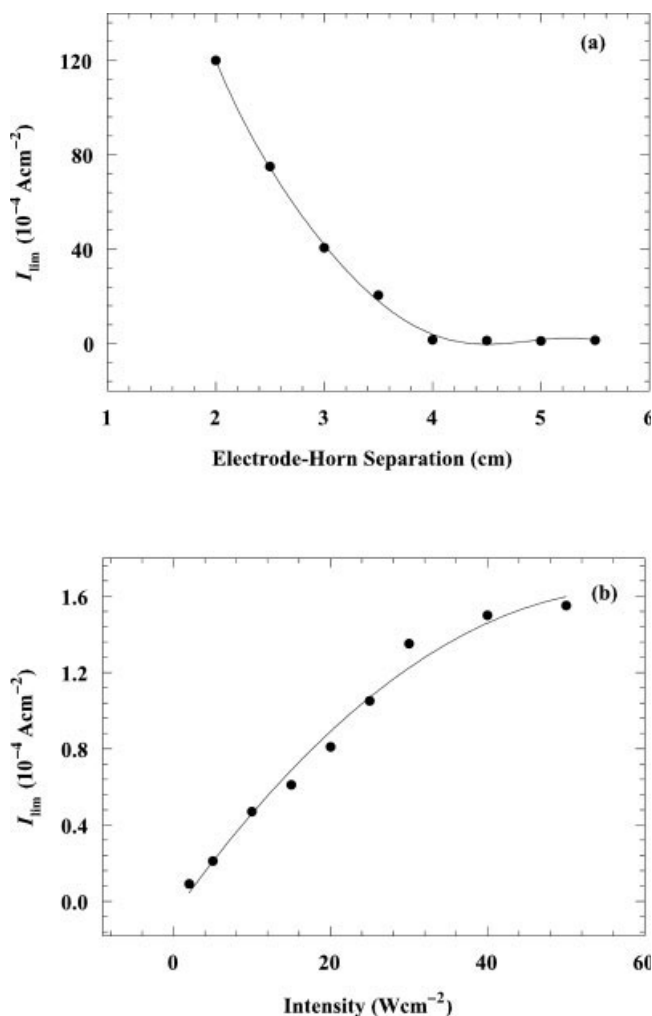 (a)
120
80
40
0
I_lim (10⁻⁴ Acm⁻²)
1 2 3 4 5 6
Electrode-Horn Separation (cm)
(b)
1.6
1.2
0.8
0.4
0.0
I_lim (10⁻⁴ Acm⁻²)
0 20 40 60
Intensity (Wcm⁻²)